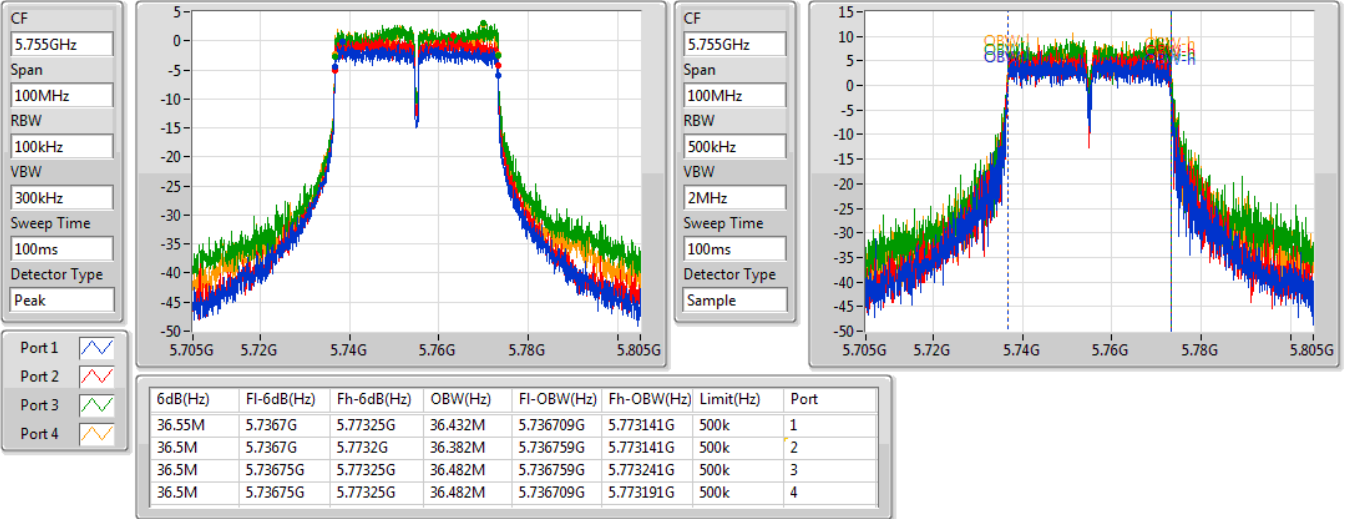 CF
5.755GHz
Span
100MHz
RBW
100kHz
VBW
300kHz
Sweep Time
100ms
Detector Type
Peak
5-
0-
-5-
-10-
-15-
-20-
-25-
-30-
-35-
-40-
-45-
-50-
5.705G 5.72G 5.74G 5.76G 5.78G 5.805G
CF
5.755GHz
Span
100MHz
RBW
500kHz
VBW
2MHz
Sweep Time
100ms
Detector Type
Sample
15-
10-
5-
0-
-5-
-10-
-15-
-20-
-25-
-30-
-35-
-40-
-45-
-50-
5.705G 5.72G 5.74G 5.76G 5.78G 5.805G
Port 1
Port 2
Port 3
Port 4
6dB(Hz) Fl-6dB(Hz) Fh-6dB(Hz) OBW(Hz) Fl-OBW(Hz) Fh-OBW(Hz) Limit(Hz) Port
36.55M 5.7367G 5.77325G 36.432M 5.736709G 5.773141G 500k 1
36.5M 5.7367G 5.7732G 36.382M 5.736759G 5.773141G 500k 2
36.5M 5.73675G 5.77325G 36.482M 5.736759G 5.773241G 500k 3
36.5M 5.73675G 5.77325G 36.482M 5.736709G 5.773191G 500k 4